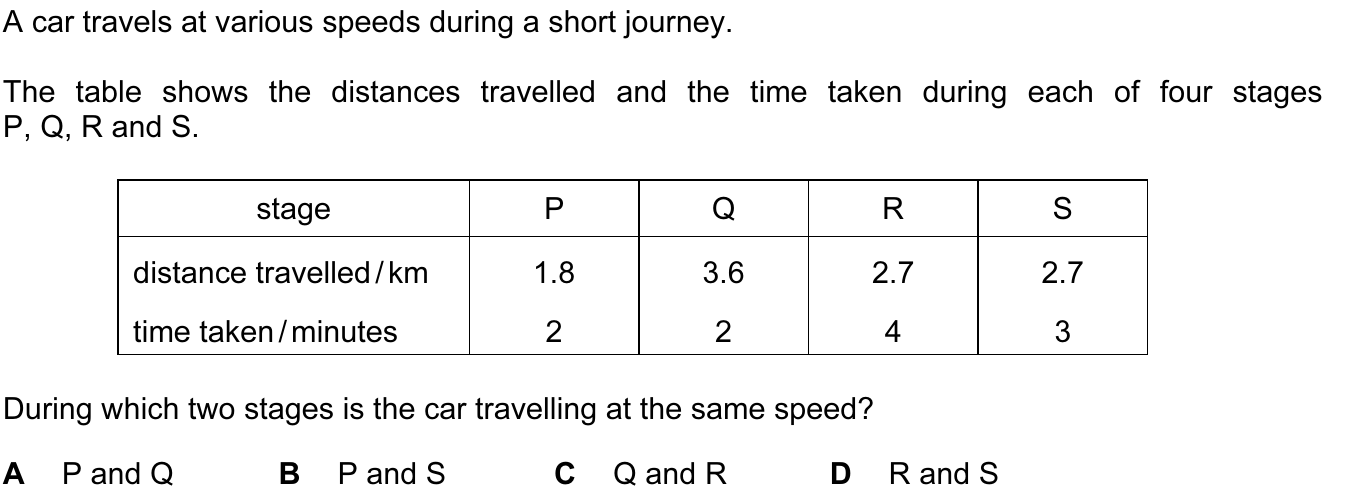 A car travels at various speeds during a short journey.
The table shows the distances travelled and the time taken during each of four stages
P, Q, R and S.
stage P Q R S
distance travelled / km 1.8 3.6 2.7 2.7
time taken / minutes 2 2 4 3
During which two stages is the car travelling at the same speed?
A P and Q B P and S C Q and R D R and S